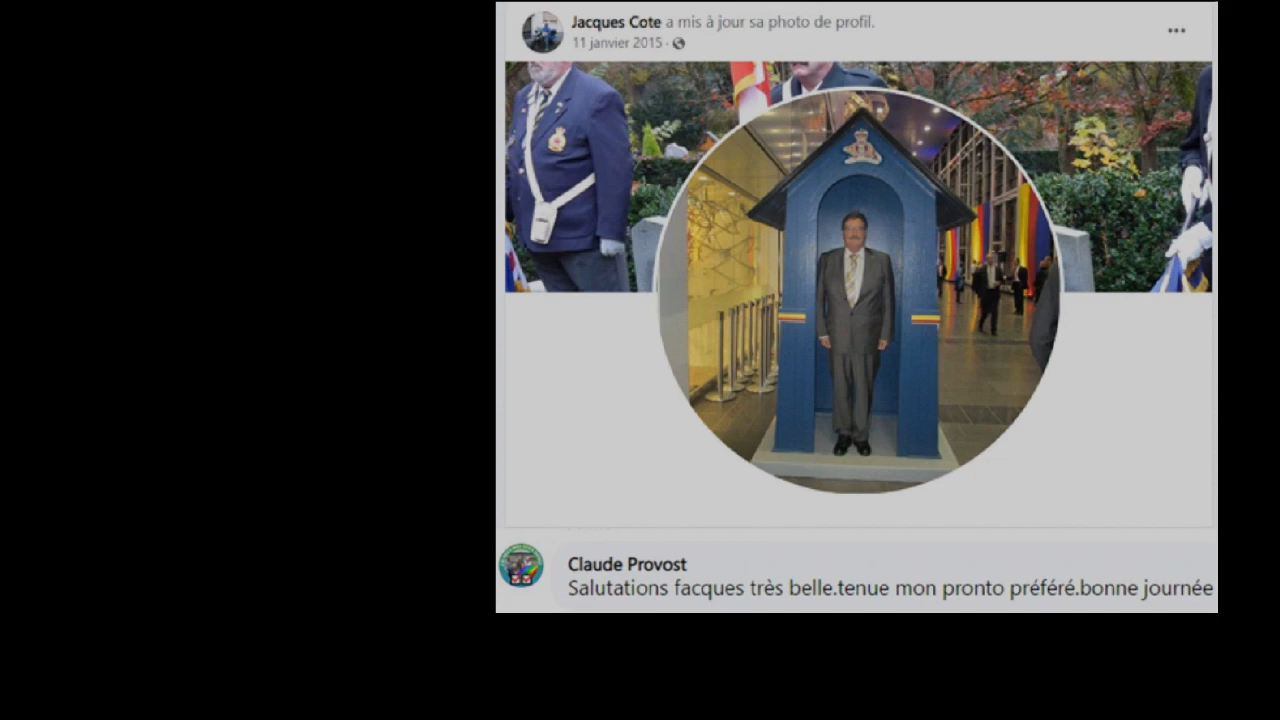 Jacques Cote a mis à jour sa photo de profil.
11 janvier 2015 ·
Claude Provost
Salutations facques très belle.tenue mon pronto préféré.bonne journée